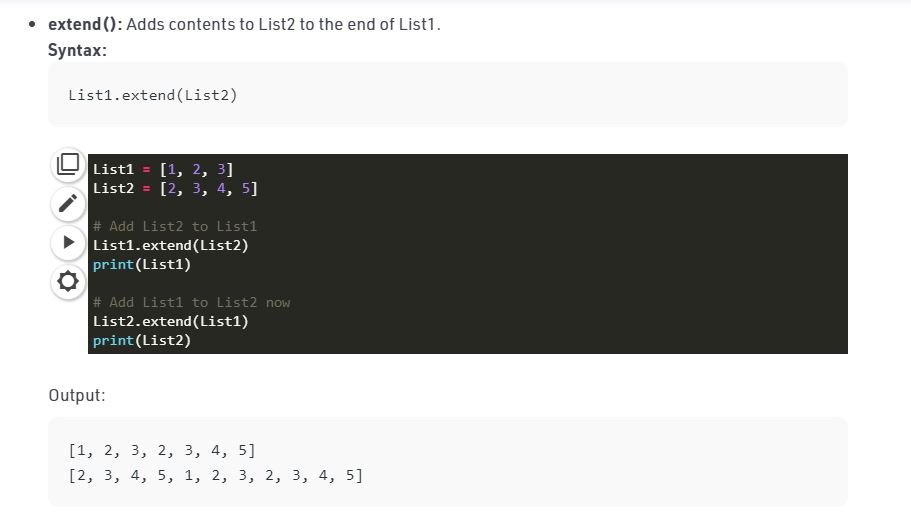 • extend(): Adds contents to List2 to the end of List1.
Syntax:
List1.extend(List2)
List1 = [1, 2, 3]
List2 = [2, 3, 4, 5]
# Add List2 to List1
List1.extend(List2)
print(List1)
# Add List1 to List2 now
List2.extend(List1)
print(List2)
Output:
[1, 2, 3, 2, 3, 4, 5]
[2, 3, 4, 5, 1, 2, 3, 2, 3, 4, 5]